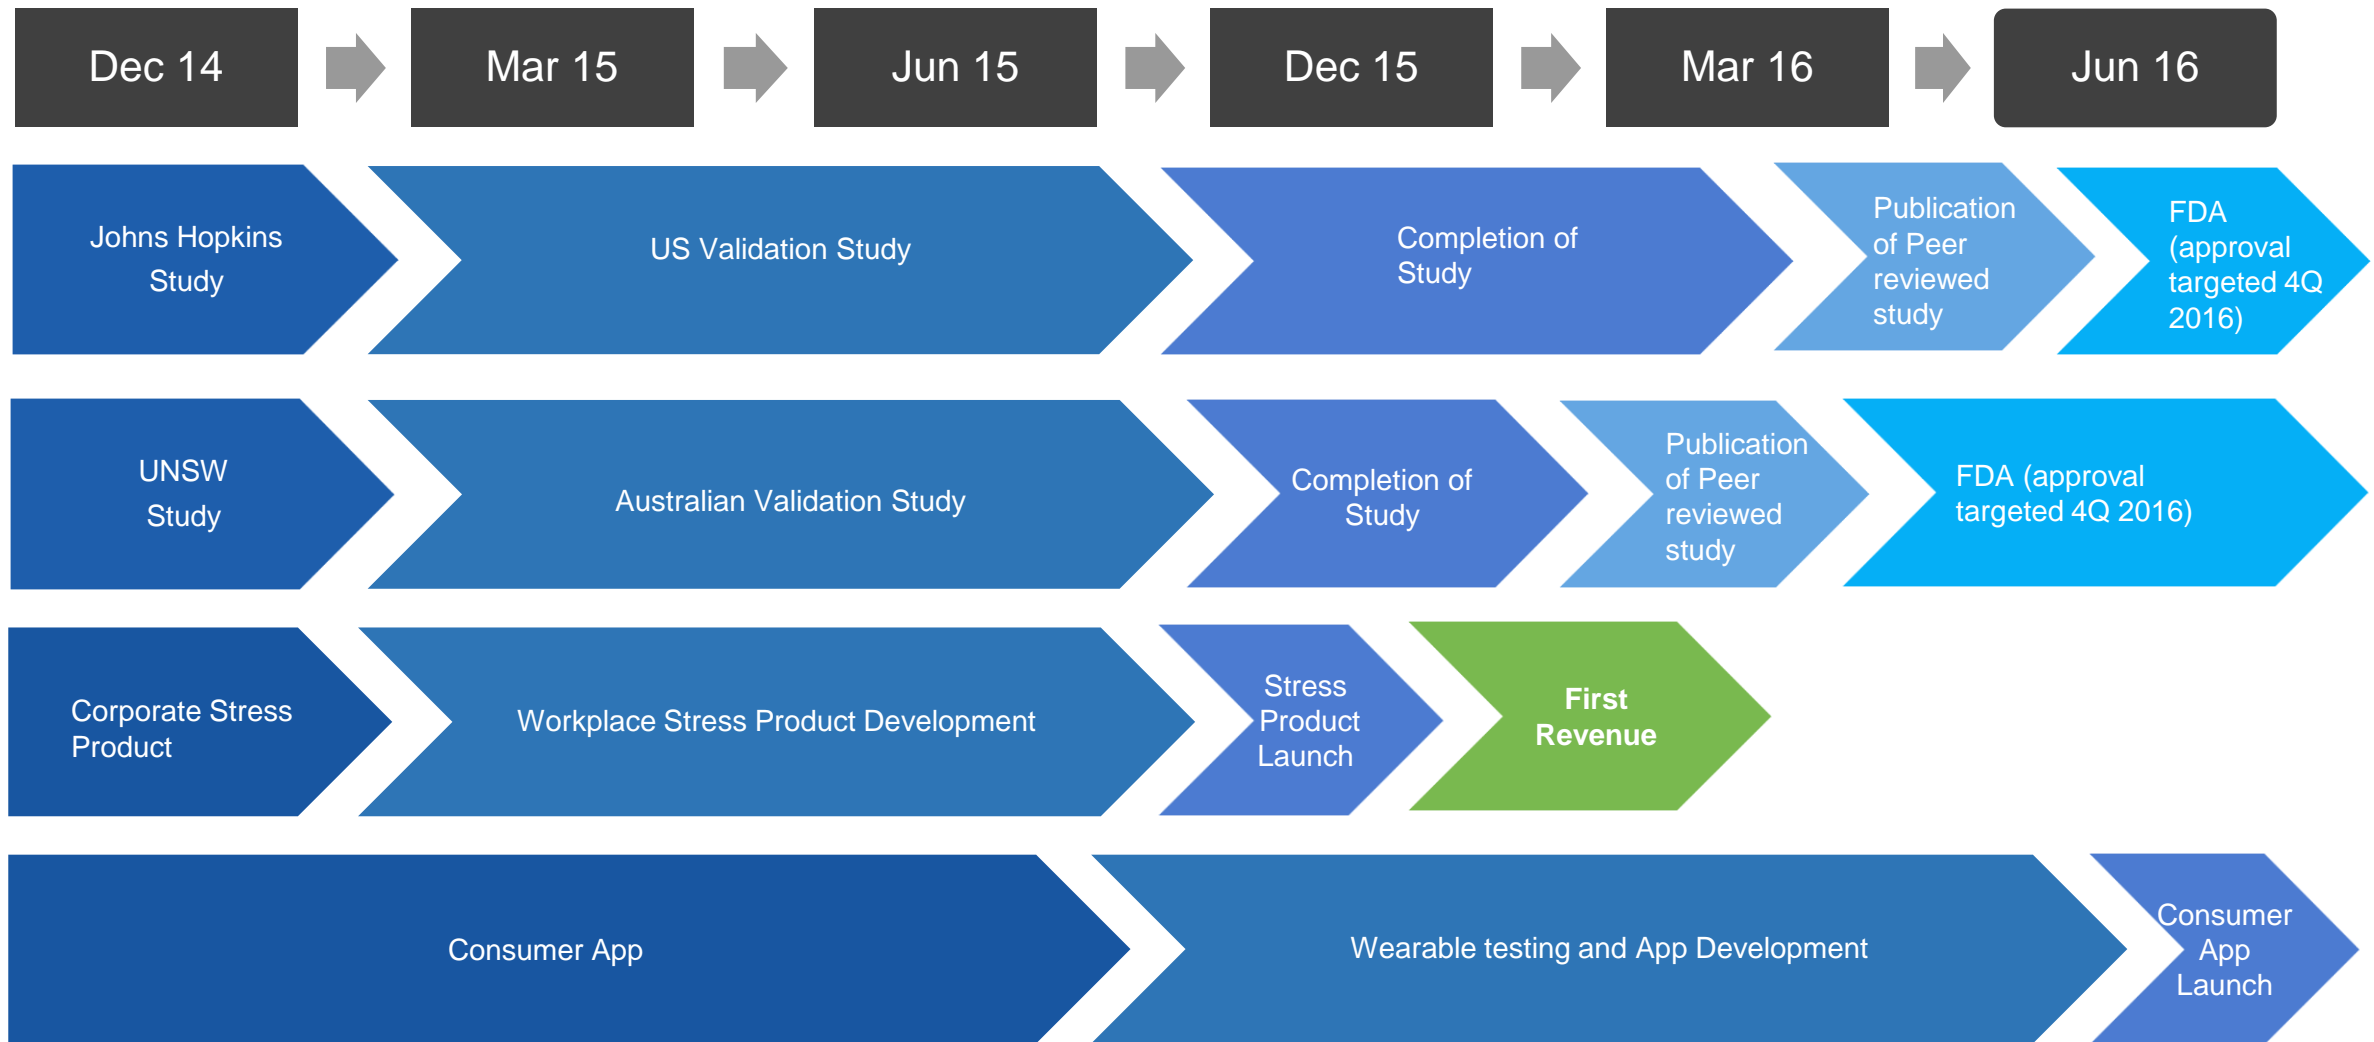 Dec 14
Mar 15
Jun 15
Dec 15
Mar 16
Jun 16
Johns Hopkins
Study
US Validation Study
Completion of
Study
Publication
of Peer
reviewed
study
FDA
(approval
targeted 4Q
2016)
UNSW
Study
Australian Validation Study
Completion of
Study
Publication
of Peer
reviewed
study
FDA (approval
targeted 4Q 2016)
Corporate Stress
Product
Workplace Stress Product Development
Stress
Product
Launch
First
Revenue
Consumer App
Wearable testing and App Development
Consumer
App
Launch